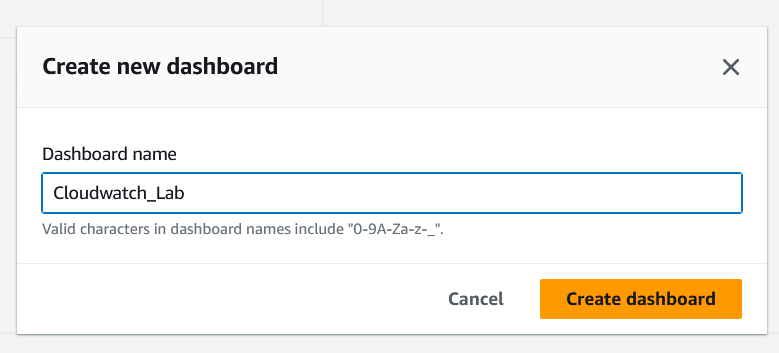 Create new dashboard
Dashboard name
Cloudwatch_Lab
Valid characters in dashboard names include "0-9A-Za-z-_".
Cancel
Create dashboard